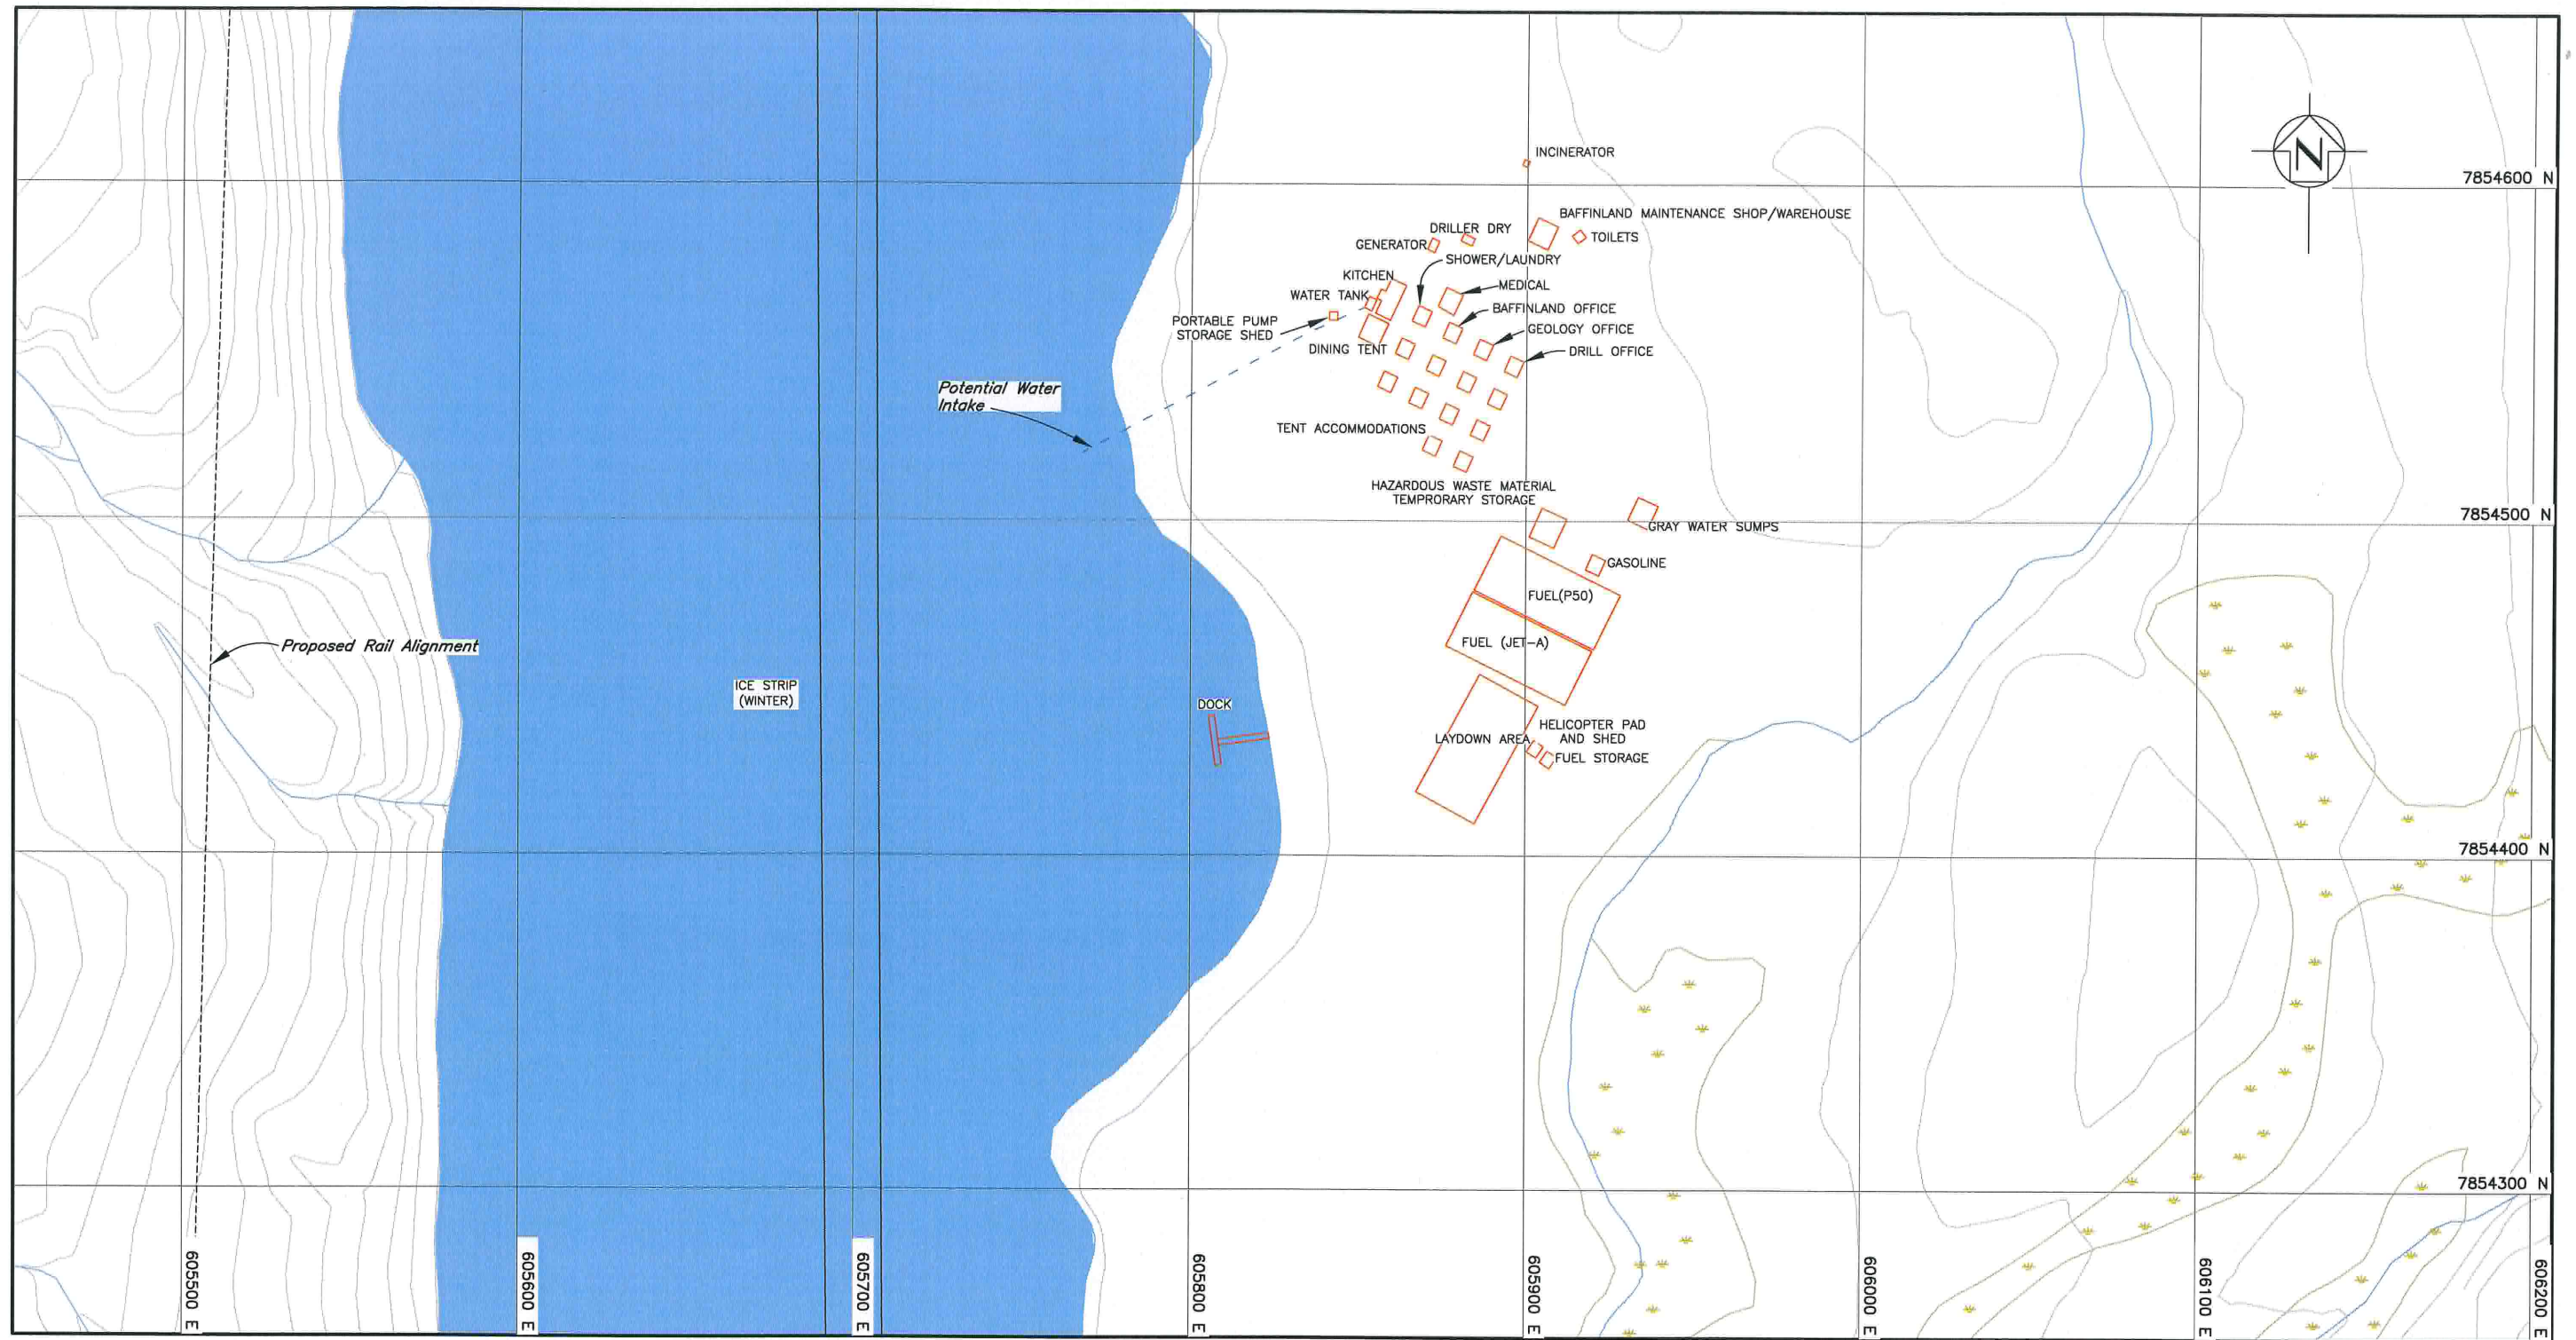 INCINERATOR
N
7854600 N
BAFFINLAND MAINTENANCE SHOP/WAREHOUSE
DRILLER DRY
TOILETS
GENERATOR
SHOWER/LAUNDRY
KITCHEN
MEDICAL
WATER TANK
BAFFINLAND OFFICE
PORTABLE PUMP
STORAGE SHED
GEOLOGY OFFICE
DINING TENT
DRILL OFFICE
Potential Water
Intake
TENT ACCOMMODATIONS
HAZARDOUS WASTE MATERIAL
TEMPRORARY STORAGE
7854500 N
GRAY WATER SUMPS
GASOLINE
FUEL(P50)
FUEL (JET-A)
Proposed Rail Alignment
ICE STRIP
(WINTER)
DOCK
HELICOPTER PAD
AND SHED
LAYDOWN AREA
FUEL STORAGE
7854400 N
7854300 N
605500 E
605600 E
605700 E
605800 E
605900 E
606000 E
606100 E
606200 E